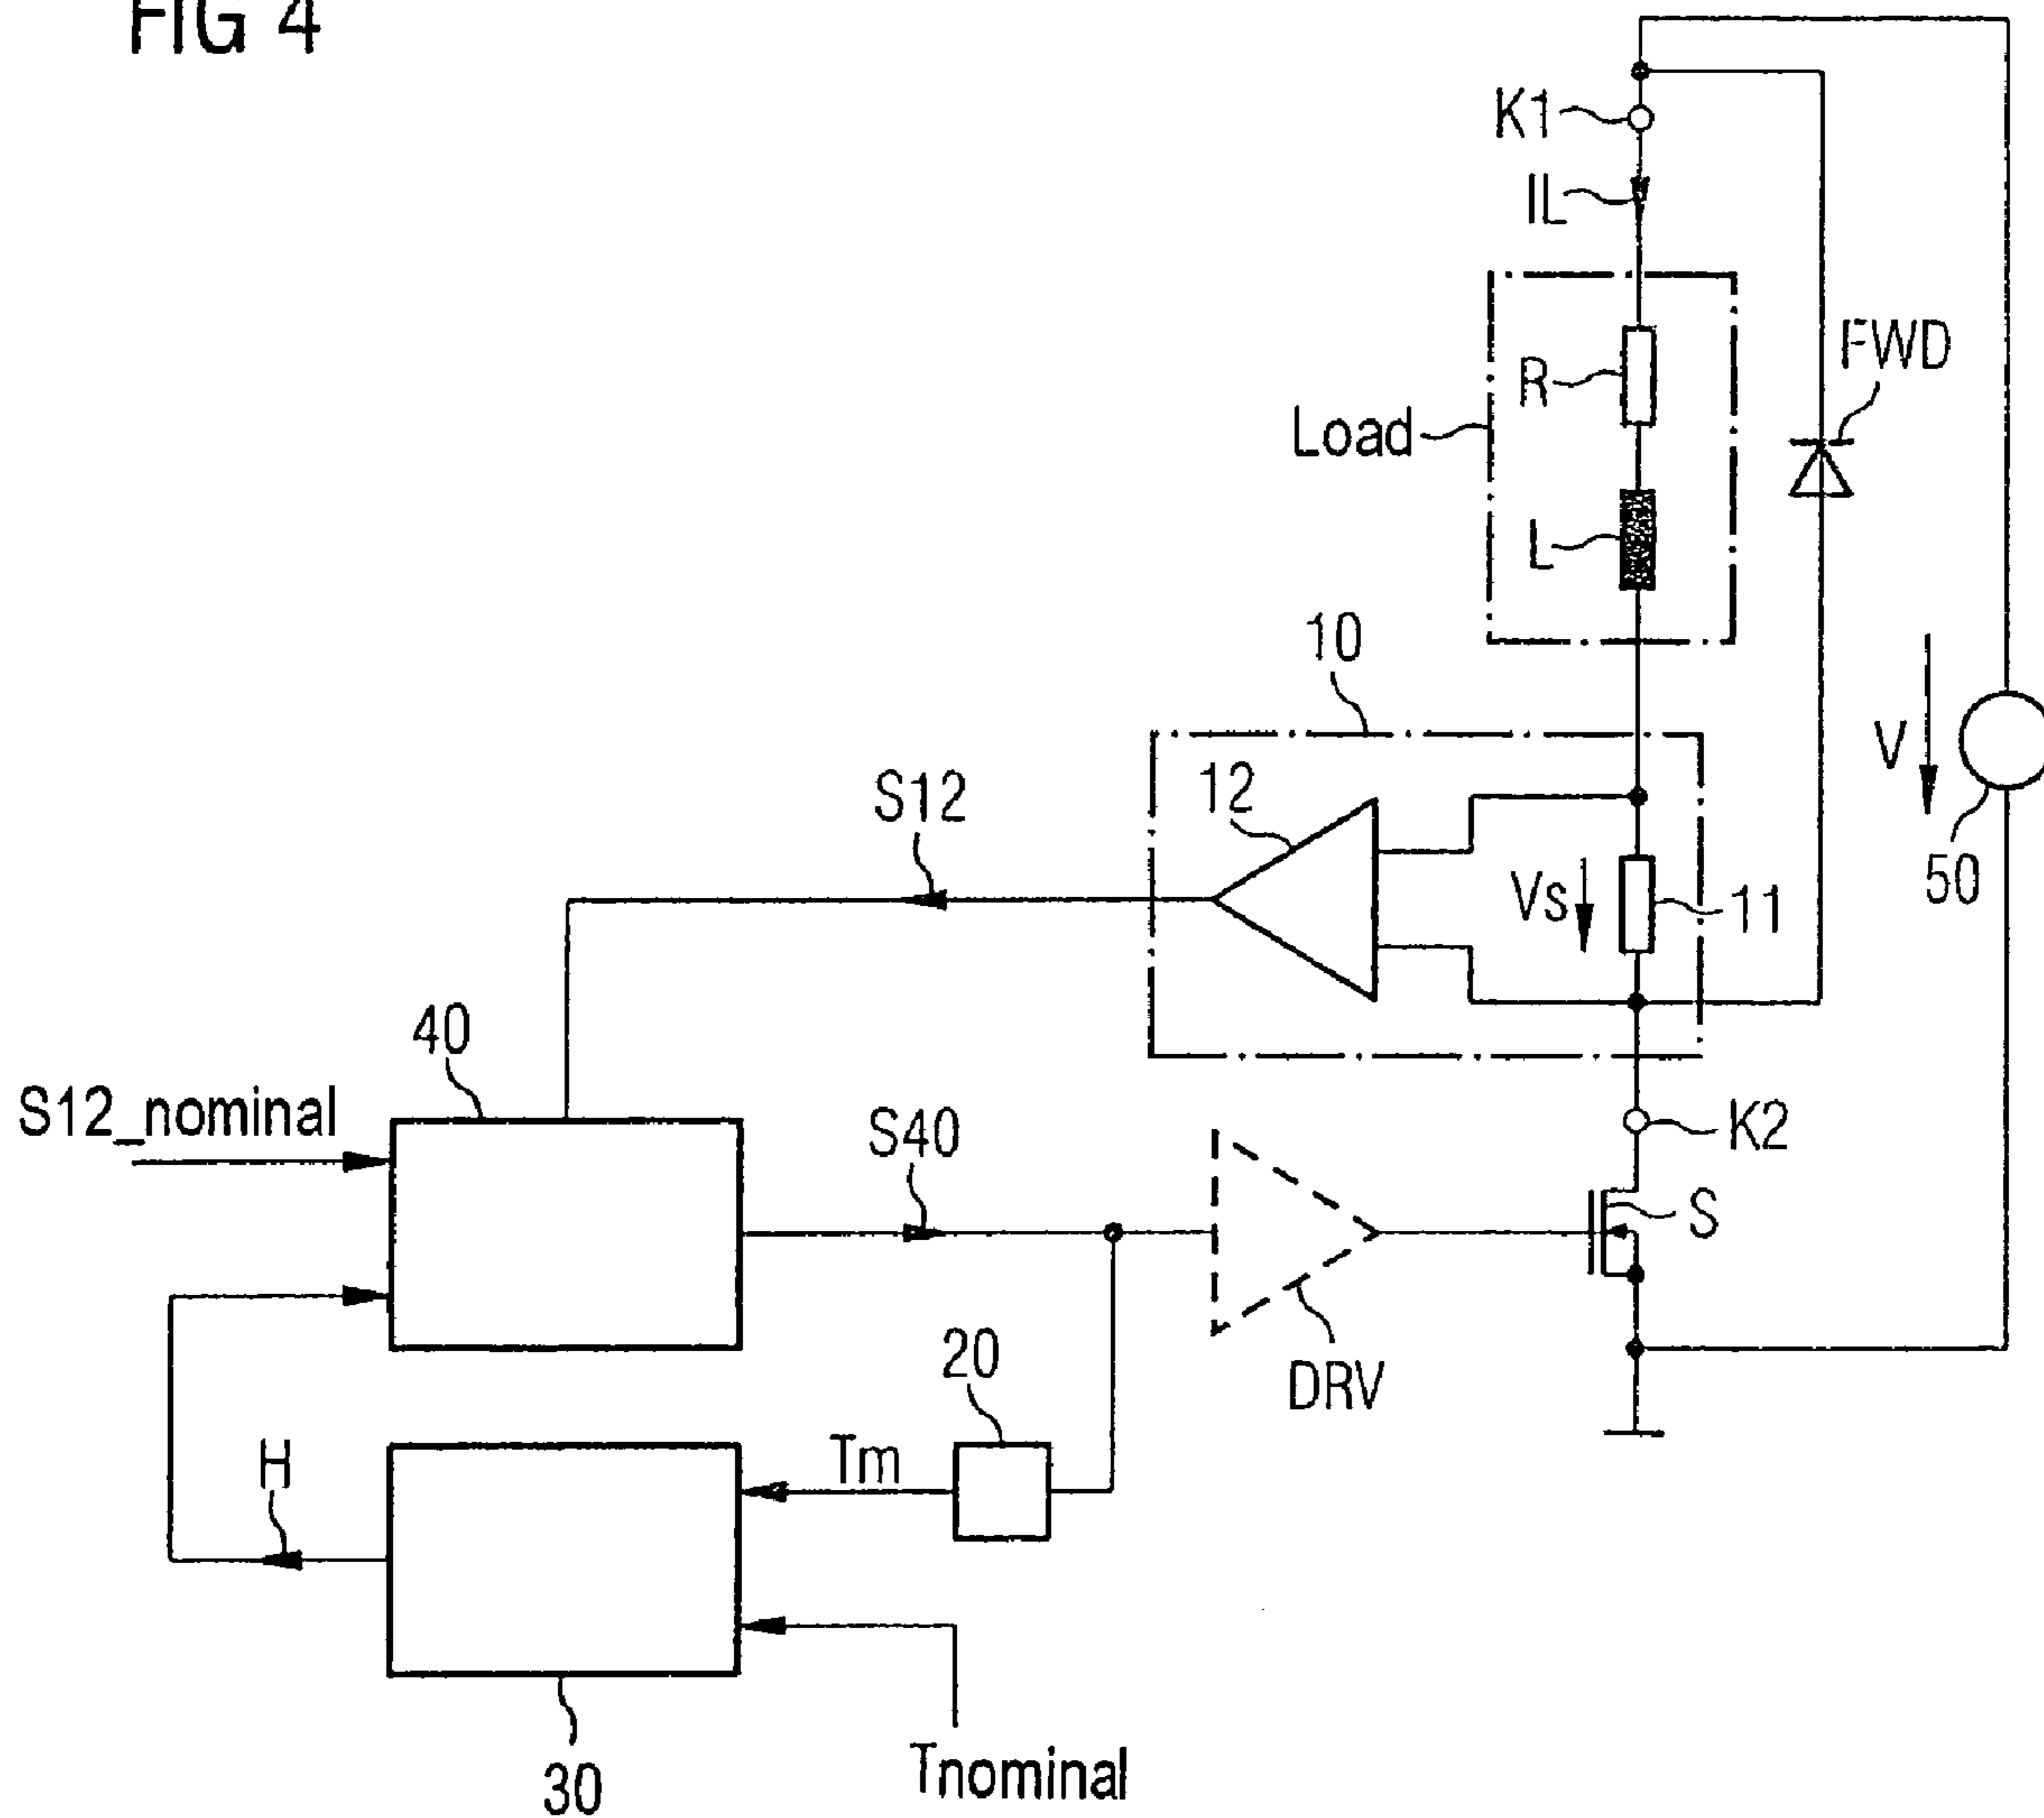 FIG 4
K1
IL
FWD
R
Load
L
10
V
S12
12
Vs
11
50
40
S12_nominal
S40
K2
S
20
DRV
H
Tm
30
Tnominal